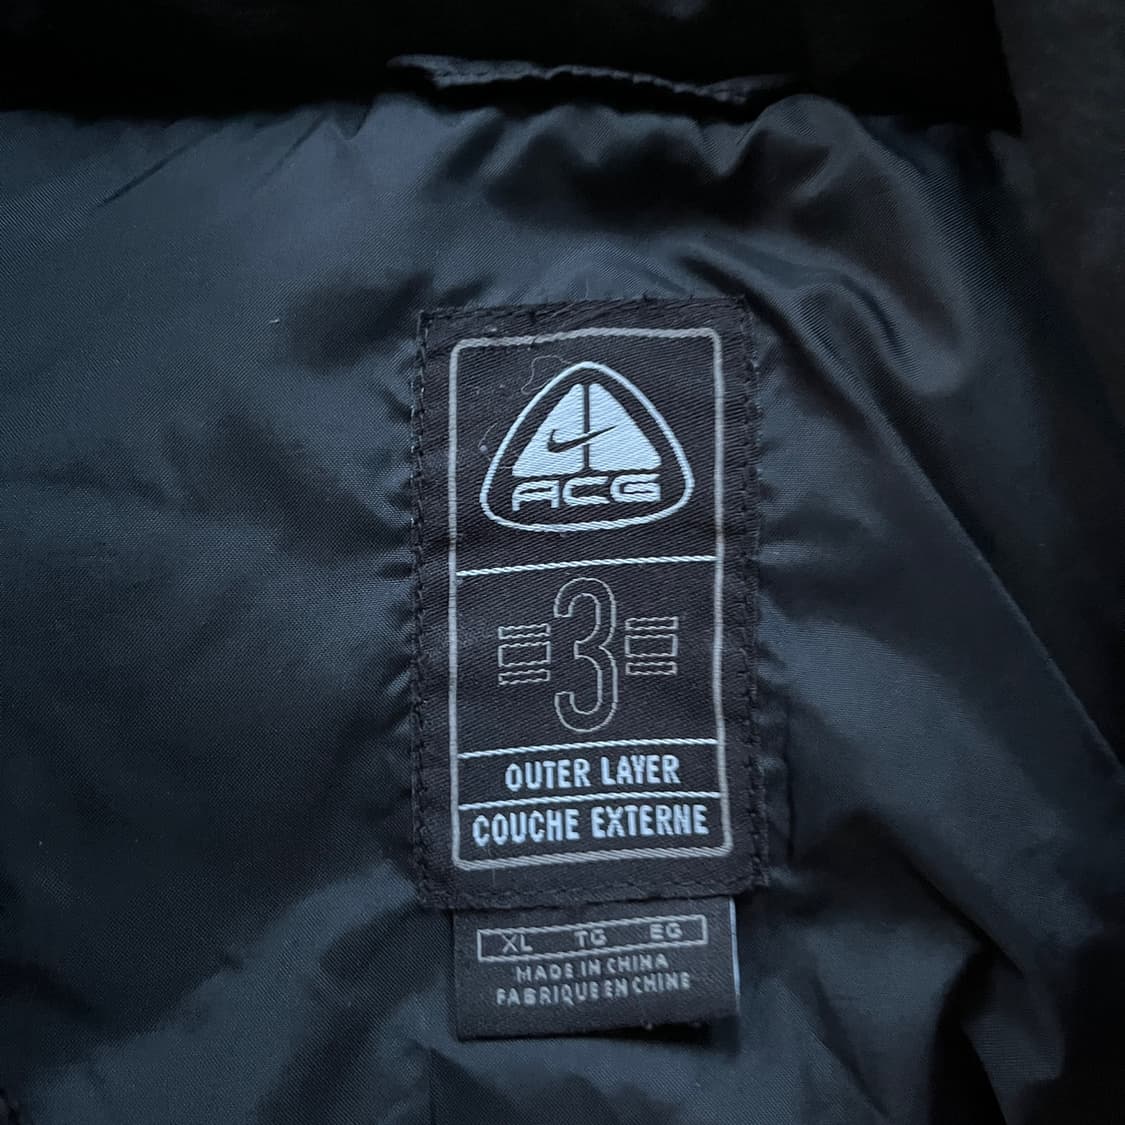 ACG
3
OUTER LAYER
COUCHE EXTERNE
XL TG EG
MADE IN CHINA
FABRIQUE EN CHINE